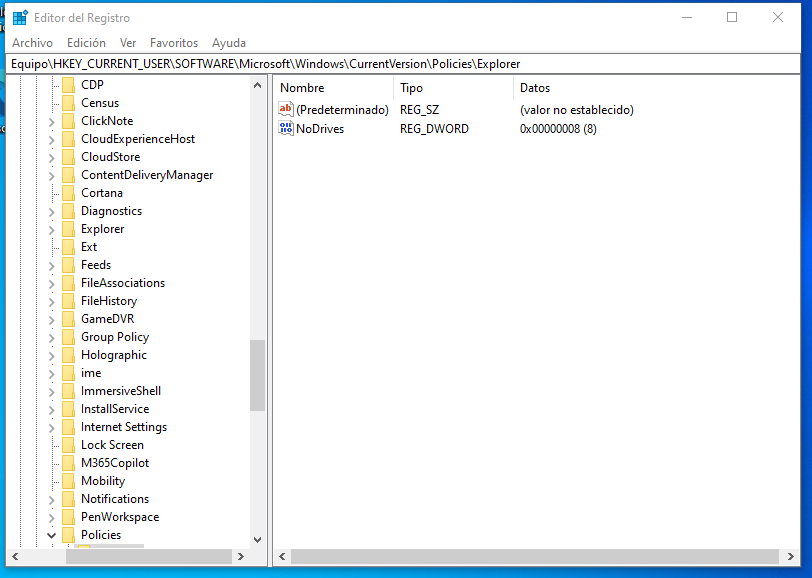 Editor del Registro
Archivo Edición Ver Favoritos Ayuda
Equipo\HKEY_CURRENT_USER\SOFTWARE\Microsoft\Windows\CurrentVersion\Policies\Explorer
CDP
Census
ClickNote
CloudExperienceHost
CloudStore
ContentDeliveryManager
Cortana
Diagnostics
Explorer
Ext
Feeds
FileAssociations
FileHistory
GameDVR
Group Policy
Holographic
ime
ImmersiveShell
InstallService
Internet Settings
Lock Screen
M365Copilot
Mobility
Notifications
PenWorkspace
Policies
Nombre Tipo Datos
(Predeterminado) REG_SZ (valor no establecido)
NoDrives REG_DWORD 0x00000008 (8)